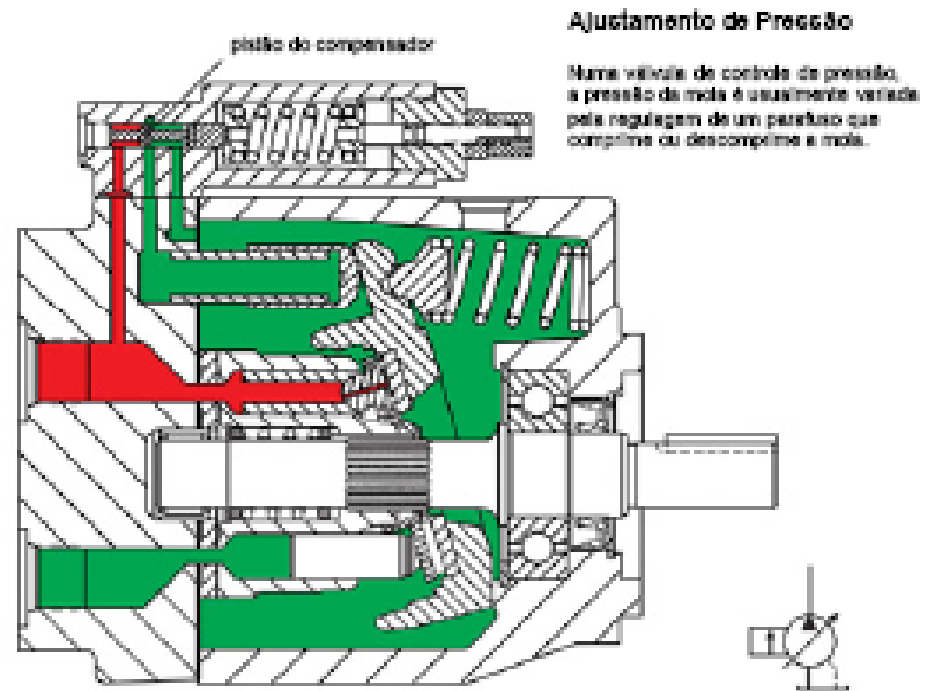 Ajustamento de Pressão
pistão do compensador
Numa válvula de controle de pressão,
a pressão da mola é usualmente variada
pela regulagem de um parafuso que
comprime ou descomprime a mola.